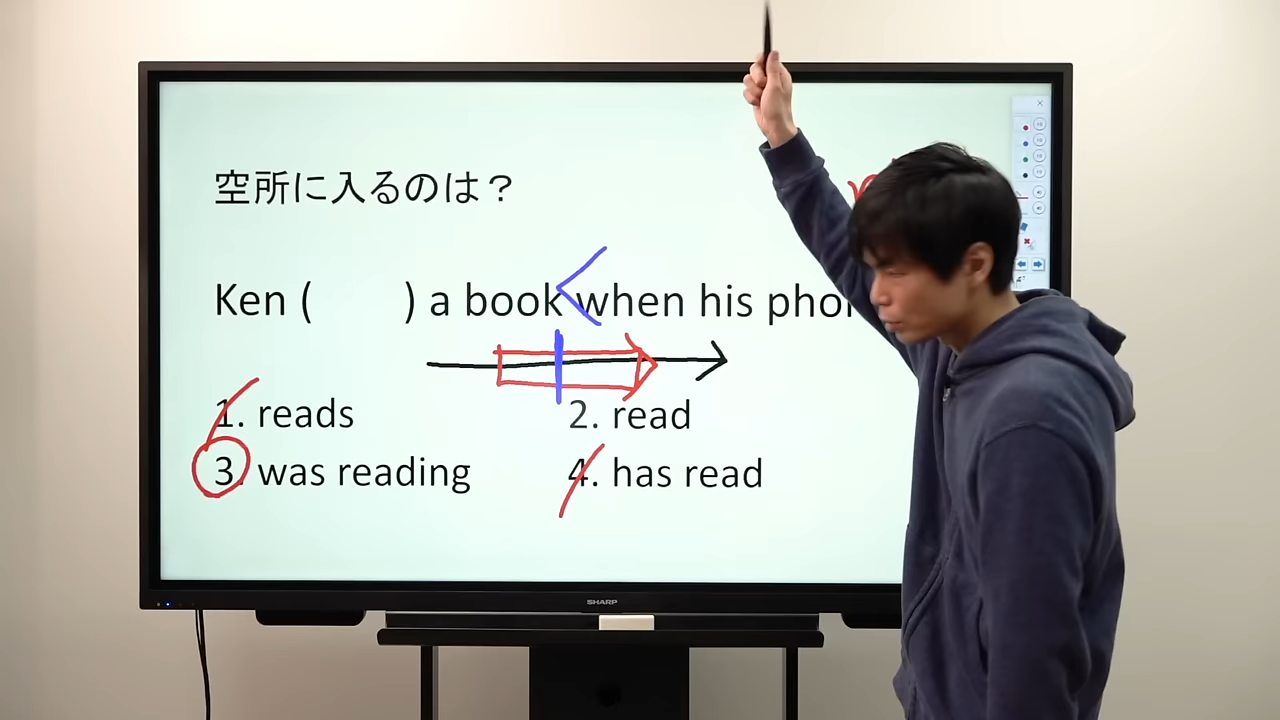 空所に入るのは？
Ken ( ) a book when his
1. reads 2. read
3. was reading 4. has read
SHARP